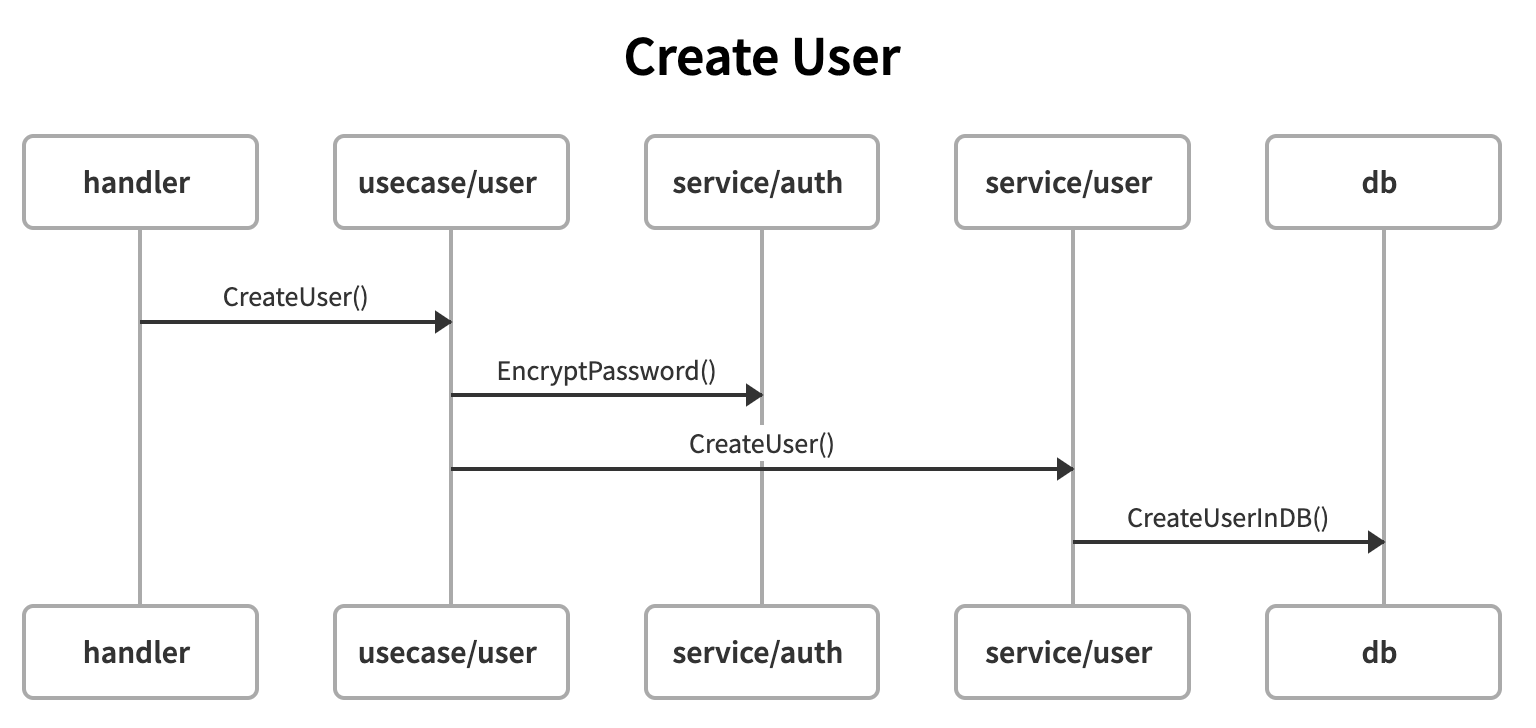 Create User
handler
usecase/user
service/auth
service/user
db
CreateUser()
EncryptPassword()
CreateUser()
CreateUserInDB()
handler
usecase/user
service/auth
service/user
db